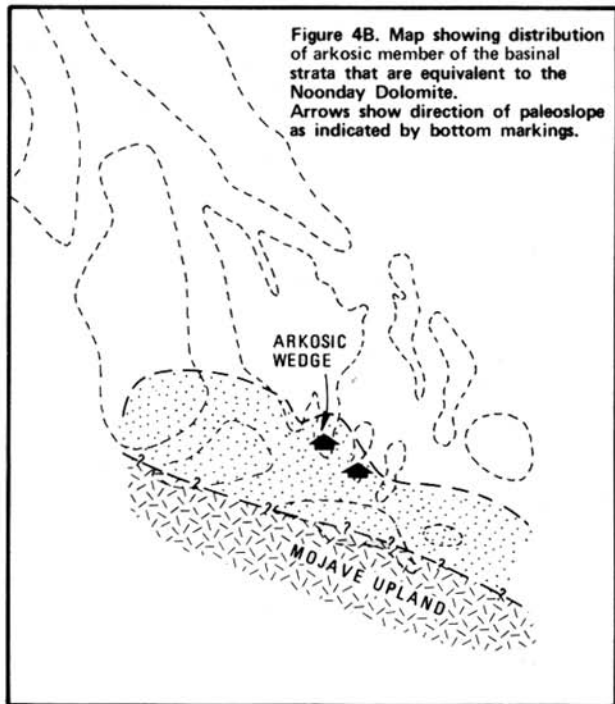 Figure 4B. Map showing distribution
of arkosic member of the basinal
strata that are equivalent to the
Noonday Dolomite.
Arrows show direction of paleoslope
as indicated by bottom markings.
ARKOSIC
WEDGE
? ? ? ? ? ? ? ? ?
MOJAVE UPLAND